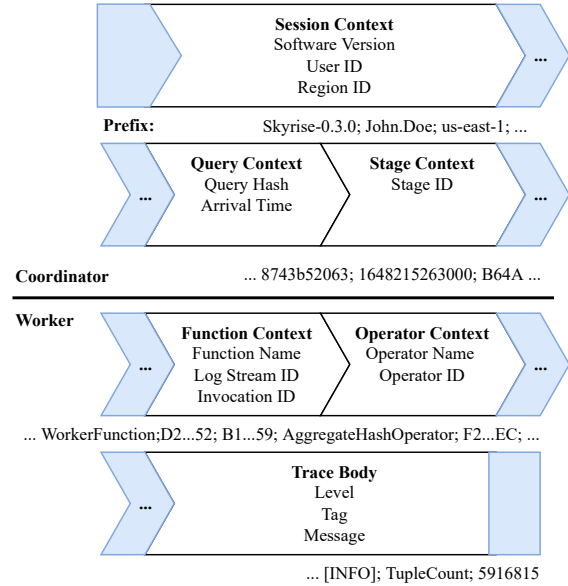 Session Context
Software Version
User ID
Region ID
...
Prefix: Skyrise-0.3.0; John.Doe; us-east-1; ...
... Query Context Stage Context ...
Query Hash Stage ID
Arrival Time
Coordinator ... 8743b52063; 1648215263000; B64A ...
Worker
... Function Context Operator Context ...
Function Name Operator Name
Log Stream ID Operator ID
Invocation ID
... WorkerFunction;D2...52; B1...59; AggregateHashOperator; F2...EC; ...
Trace Body
Level
... Tag
Message
... [INFO]; TupleCount; 5916815